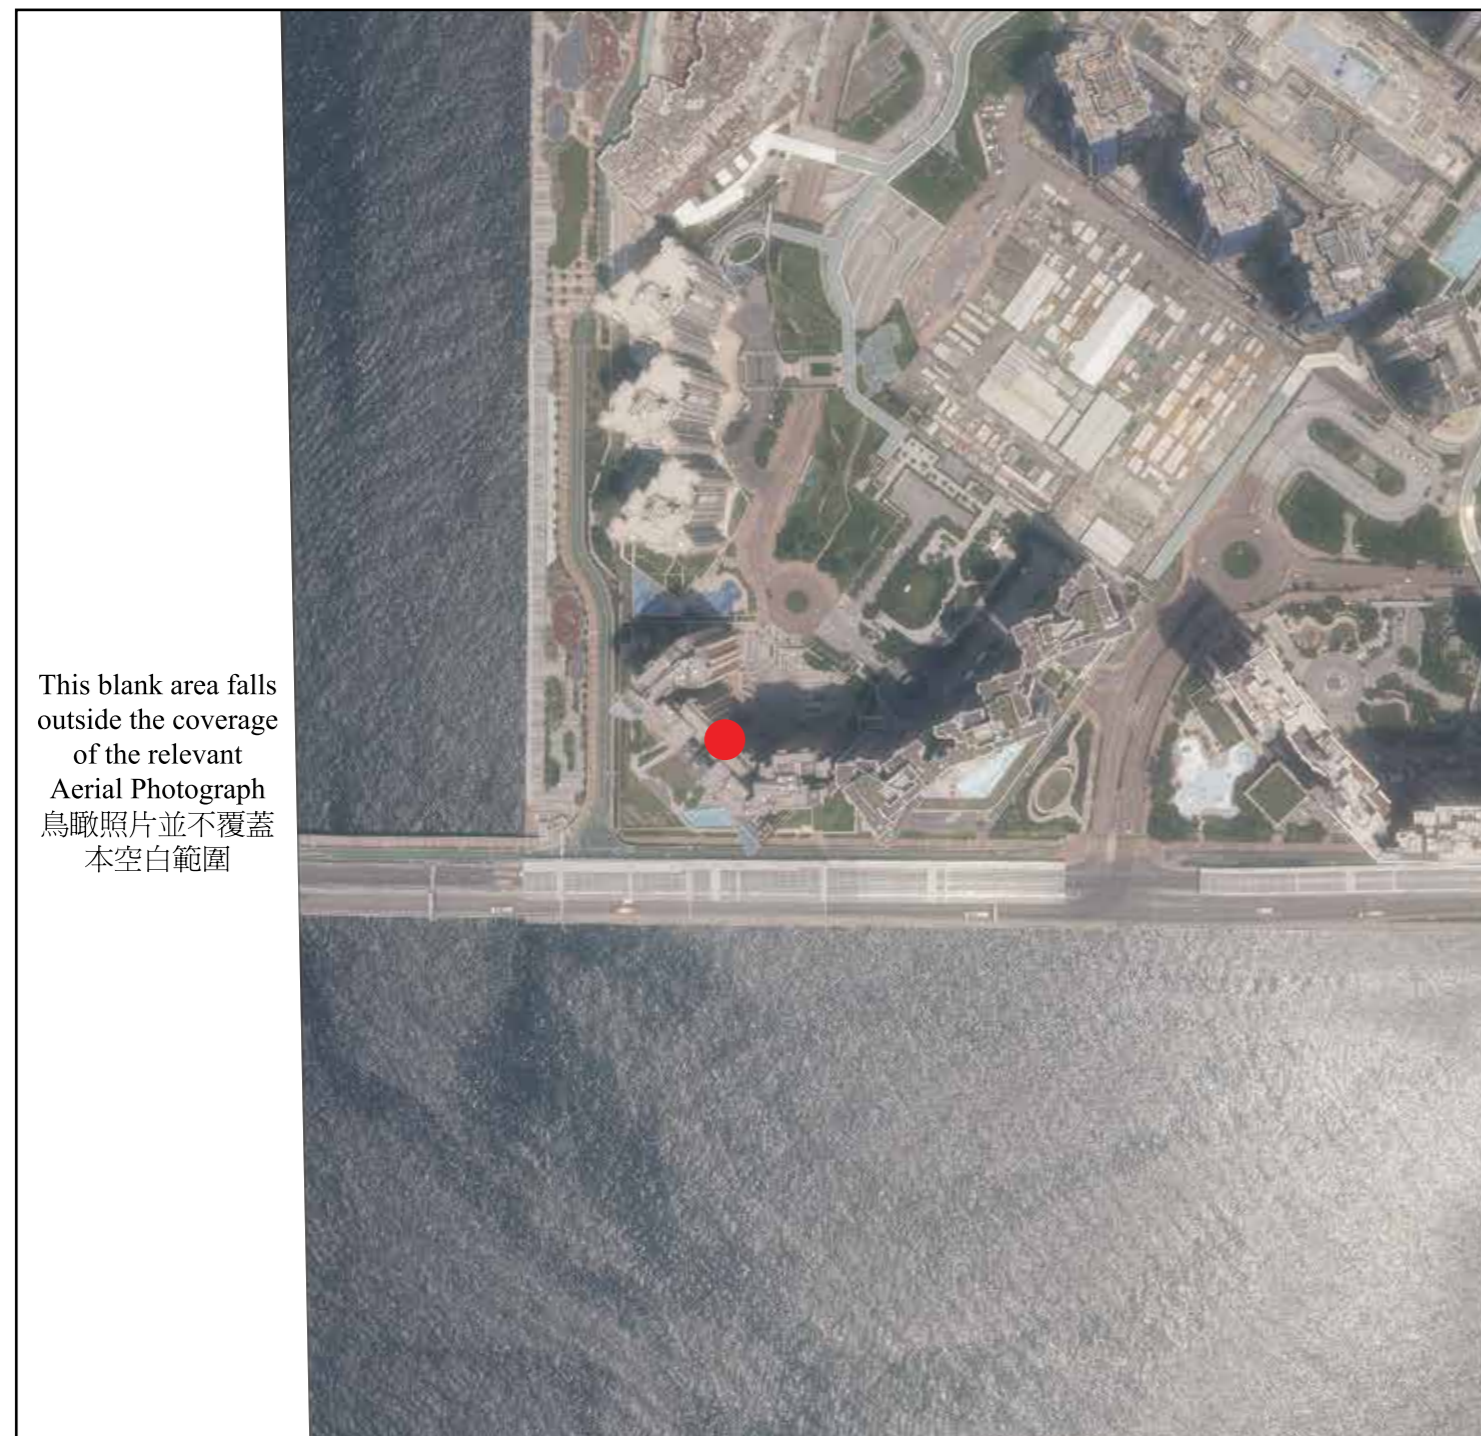 This blank area falls
outside the coverage
of the relevant
Aerial Photograph
鳥瞰照片並不覆蓋
本空白範圍